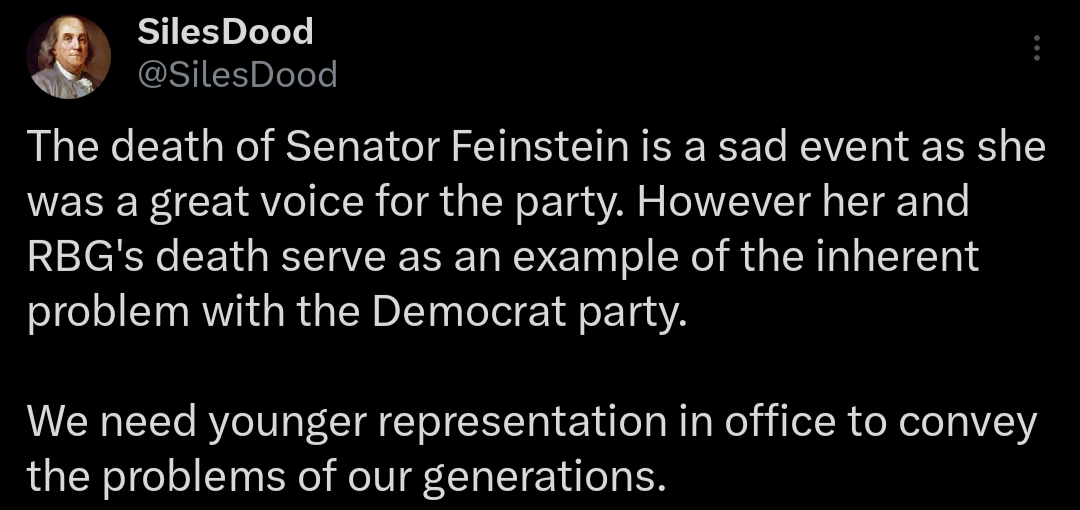 SilesDood
@SilesDood
The death of Senator Feinstein is a sad event as she
was a great voice for the party. However her and
RBG's death serve as an example of the inherent
problem with the Democrat party.
We need younger representation in office to convey
the problems of our generations.